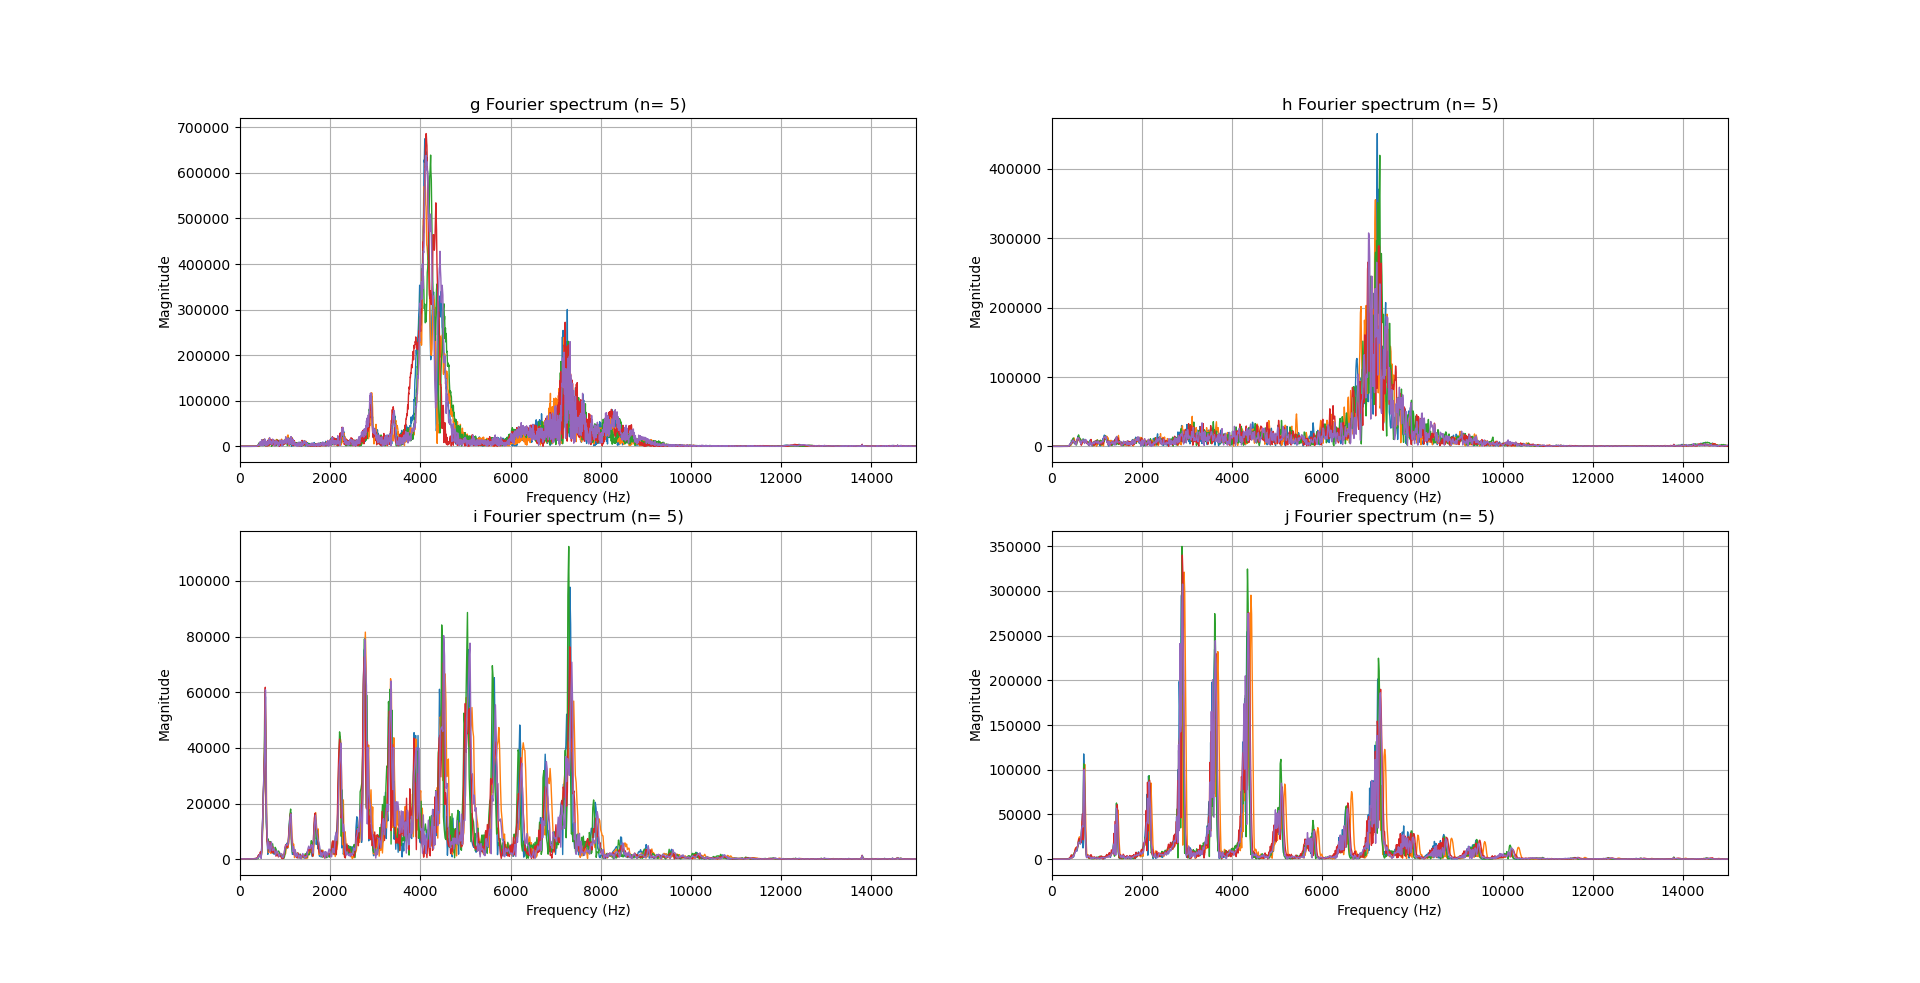 g Fourier spectrum (n= 5)
700000
600000
500000
400000
300000
200000
100000
0
Magnitude
0 2000 4000 6000 8000 10000 12000 14000
Frequency (Hz)
h Fourier spectrum (n= 5)
400000
300000
200000
100000
0
Magnitude
0 2000 4000 6000 8000 10000 12000 14000
Frequency (Hz)
i Fourier spectrum (n= 5)
100000
80000
60000
40000
20000
0
Magnitude
0 2000 4000 6000 8000 10000 12000 14000
Frequency (Hz)
j Fourier spectrum (n= 5)
350000
300000
250000
200000
150000
100000
50000
0
Magnitude
0 2000 4000 6000 8000 10000 12000 14000
Frequency (Hz)